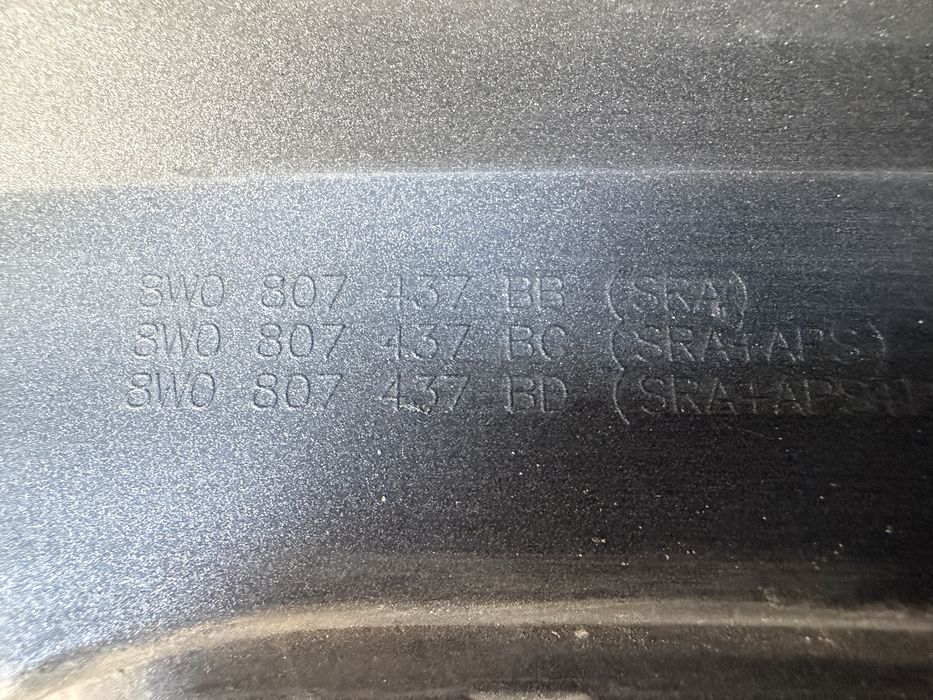 8W0 807 437 BB (SRA)
8W0 807 437 BC (SRA+APS)
8W0 807 437 BD